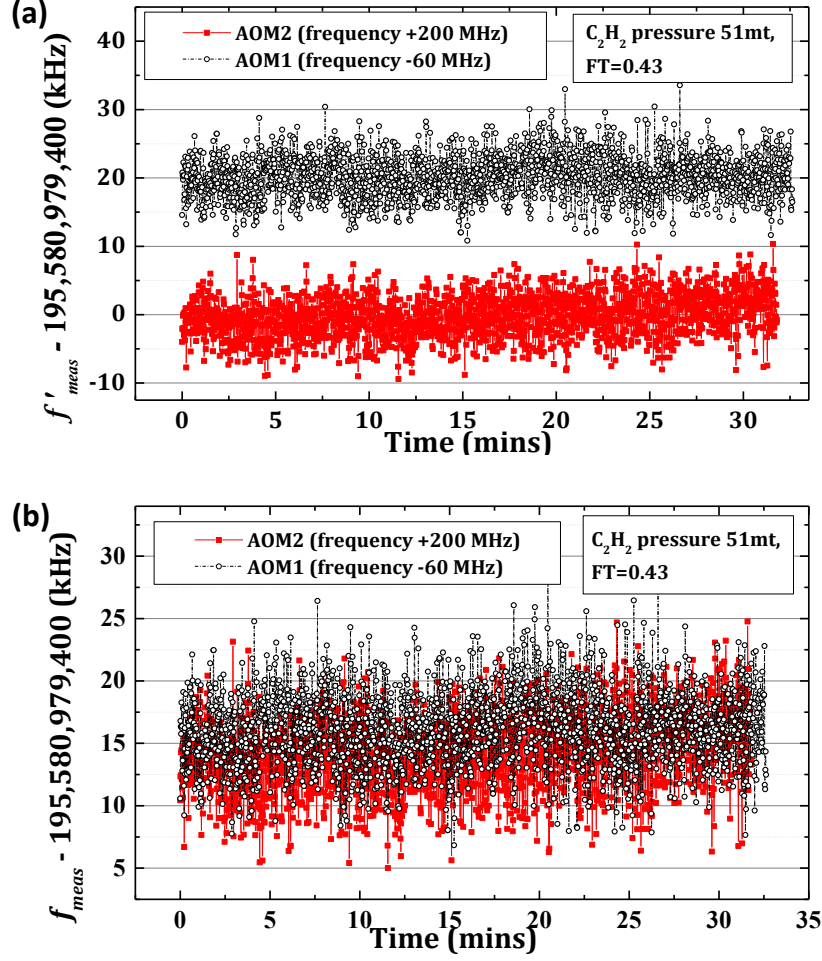 (a)
AOM2 (frequency +200 MHz)
AOM1 (frequency -60 MHz)
C₂H₂ pressure 51mt,
FT=0.43
f'meas - 195,580,979,400 (kHz)
40
30
20
10
0
-10
0 5 10 15 20 25 30
Time (mins)
(b)
AOM2 (frequency +200 MHz)
AOM1 (frequency -60 MHz)
C₂H₂ pressure 51mt,
FT=0.43
fmeas - 195,580,979,400 (kHz)
30
25
20
15
10
5
0 5 10 15 20 25 30 35
Time (mins)